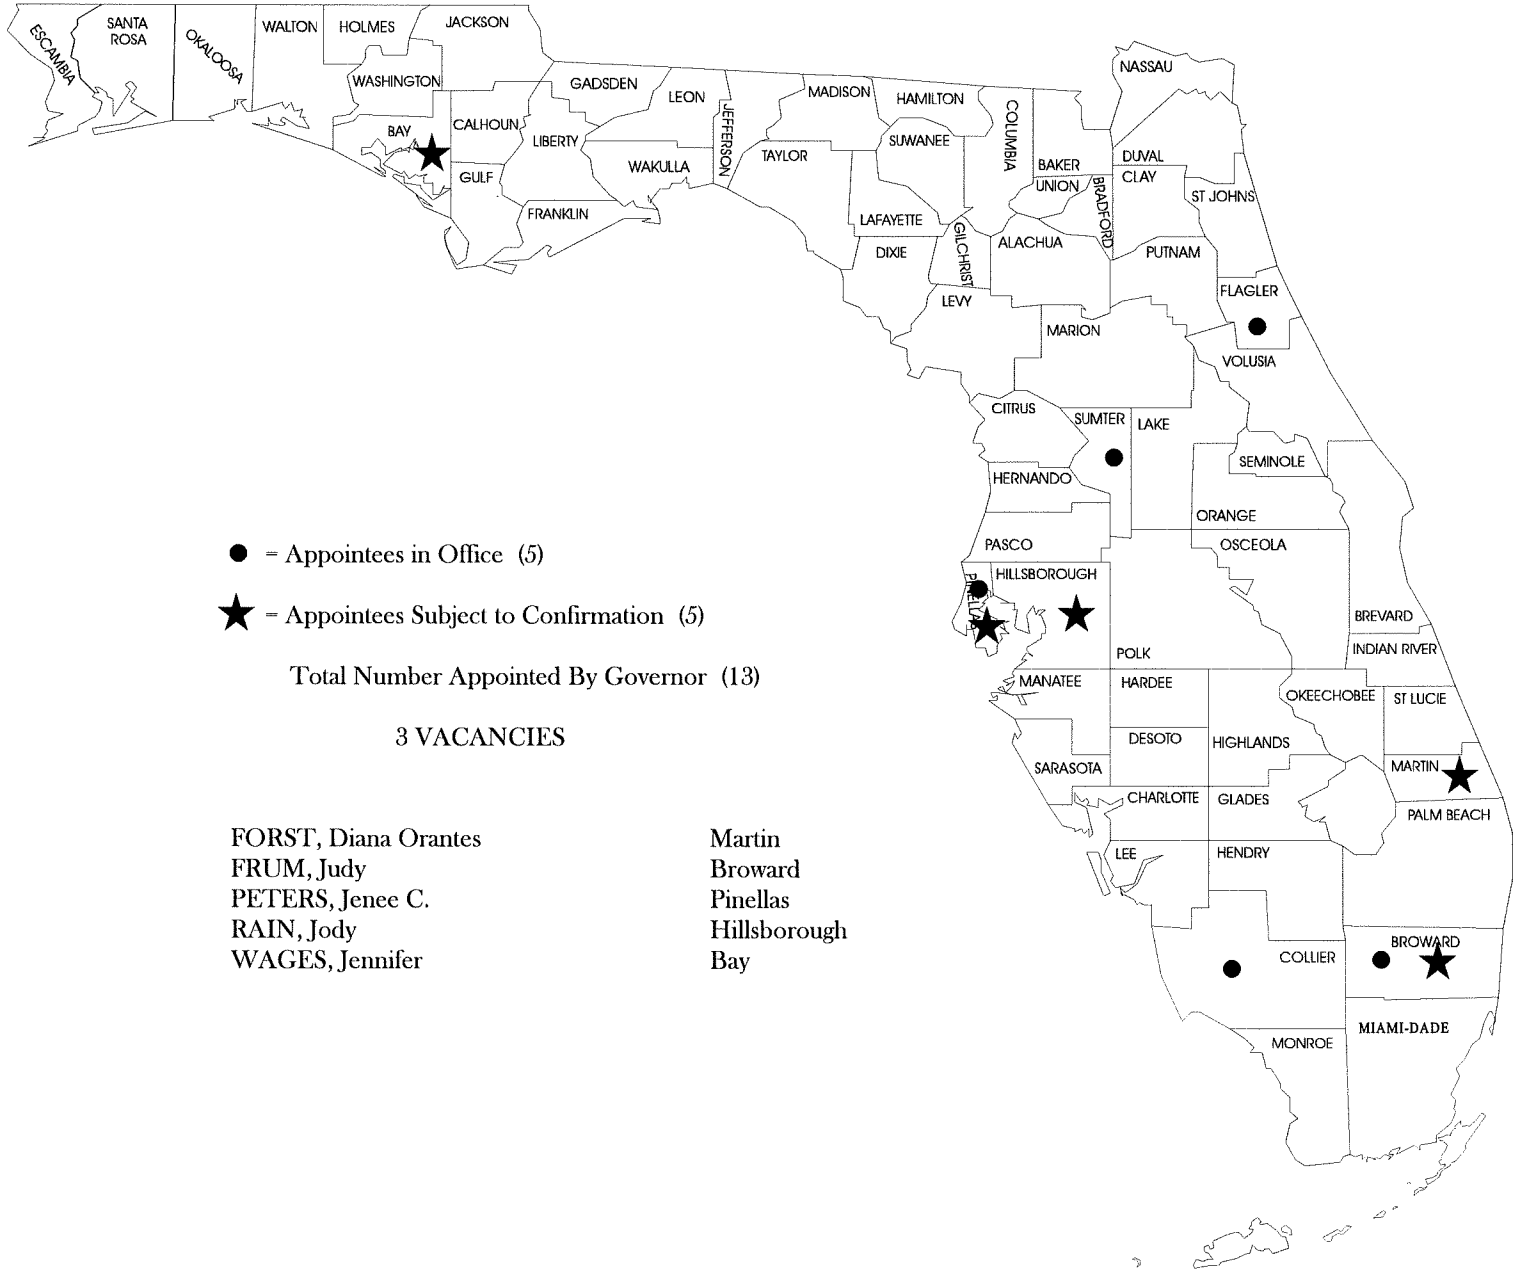 ESCAMBIA
SANTA
ROSA
OKALOOSA
WALTON
HOLMES
JACKSON
WASHINGTON
BAY
CALHOUN
GULF
GADSDEN
LIBERTY
FRANKLIN
LEON
WAKULLA
JEFFERSON
MADISON
TAYLOR
HAMILTON
SUWANEE
LAFAYETTE
DIXIE
COLUMBIA
GILCHRIST
LEVY
BAKER
UNION
BRADFORD
ALACHUA
NASSAU
DUVAL
CLAY
ST JOHNS
PUTNAM
FLAGLER
MARION
VOLUSIA
CITRUS
SUMTER
LAKE
SEMINOLE
HERNANDO
ORANGE
PASCO
OSCEOLA
HILLSBOROUGH
PINELLAS
BREVARD
INDIAN RIVER
POLK
MANATEE
HARDEE
OKEECHOBEE
ST LUCIE
DESOTO
HIGHLANDS
SARASOTA
MARTIN
CHARLOTTE
GLADES
PALM BEACH
LEE
HENDRY
BROWARD
COLLIER
MIAMI-DADE
MONROE
= Appointees in Office (5)
= Appointees Subject to Confirmation (5)
Total Number Appointed By Governor (13)
3 VACANCIES
FORST, Diana Orantes Martin
FRUM, Judy Broward
PETERS, Jenee C. Pinellas
RAIN, Jody Hillsborough
WAGES, Jennifer Bay